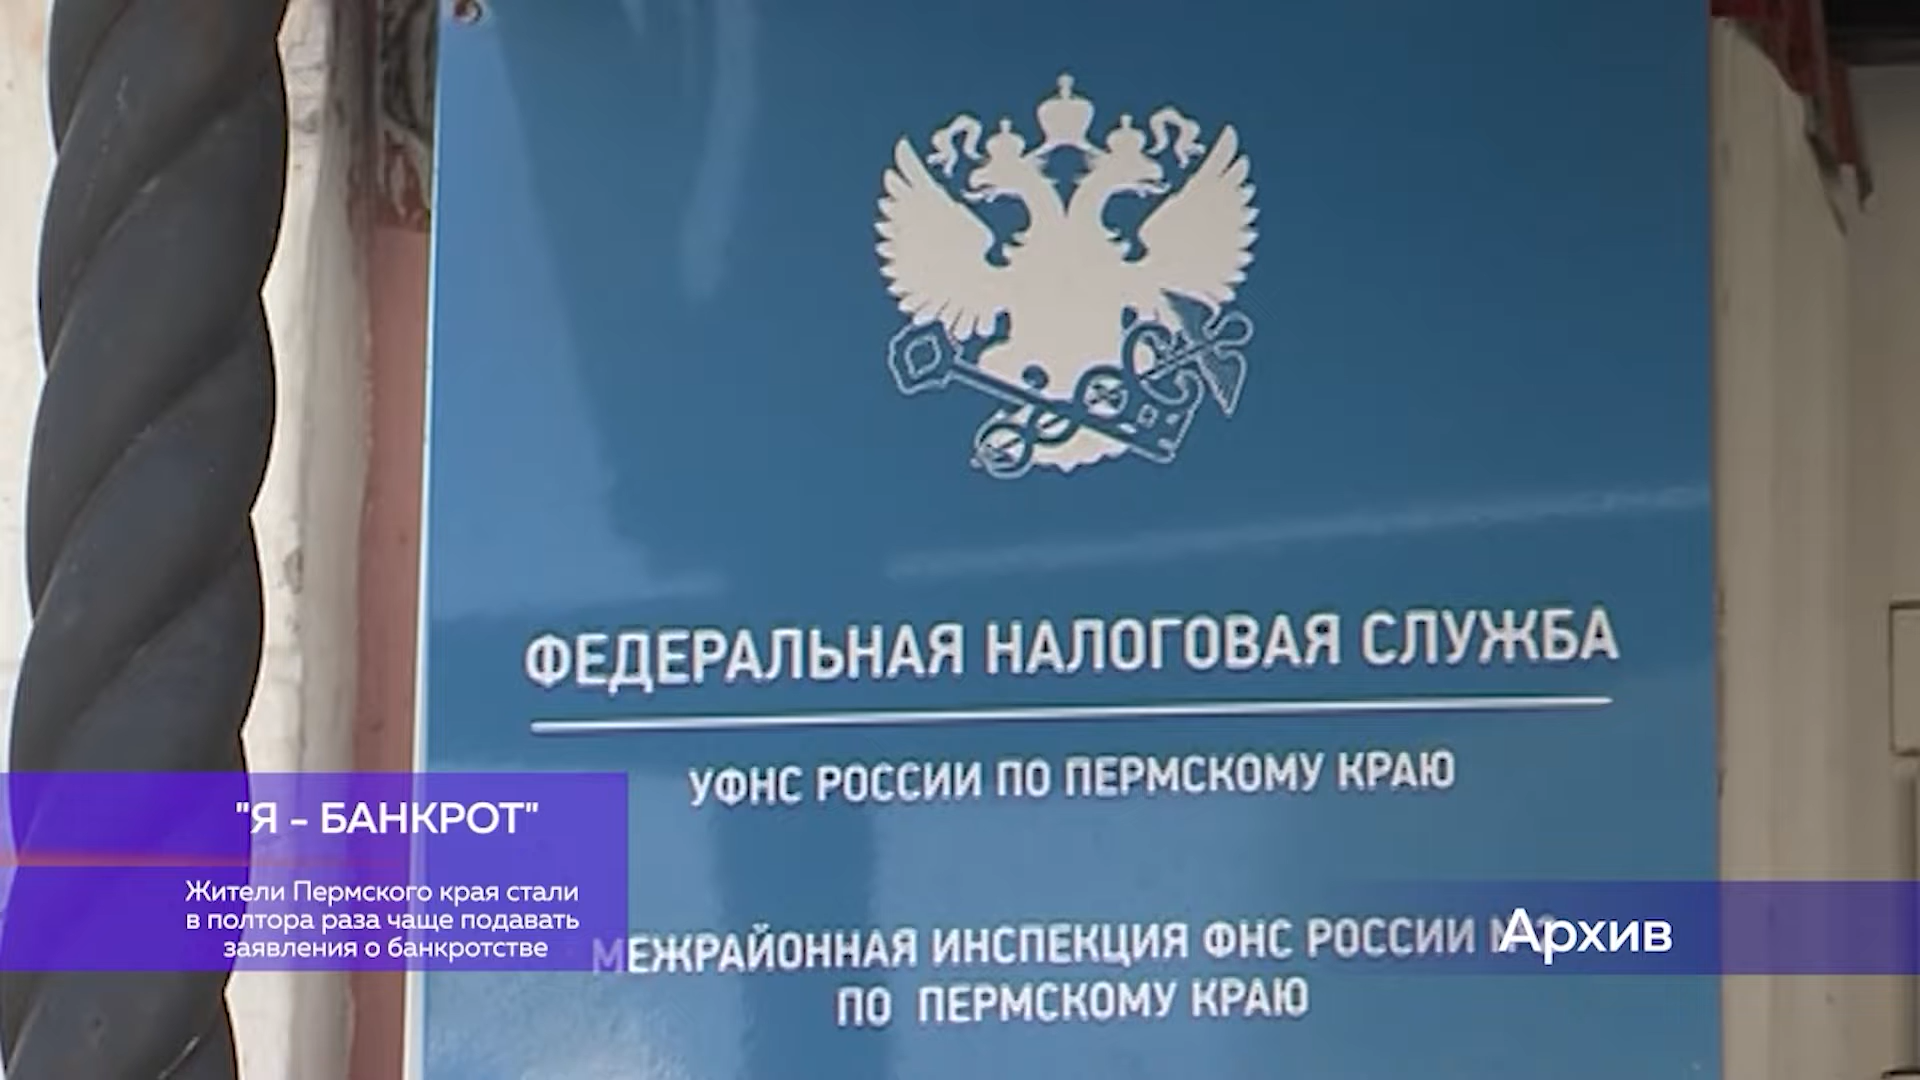 ФЕДЕРАЛЬНАЯ НАЛОГОВАЯ СЛУЖБА
УФНС РОССИИ ПО ПЕРМСКОМУ КРАЮ
МЕЖРАЙОННАЯ ИНСПЕКЦИЯ ФНС РОССИИ
ПО ПЕРМСКОМУ КРАЮ
"Я - БАНКРОТ"
Жители Пермского края стали
в полтора раза чаще подавать
заявления о банкротстве
Архив